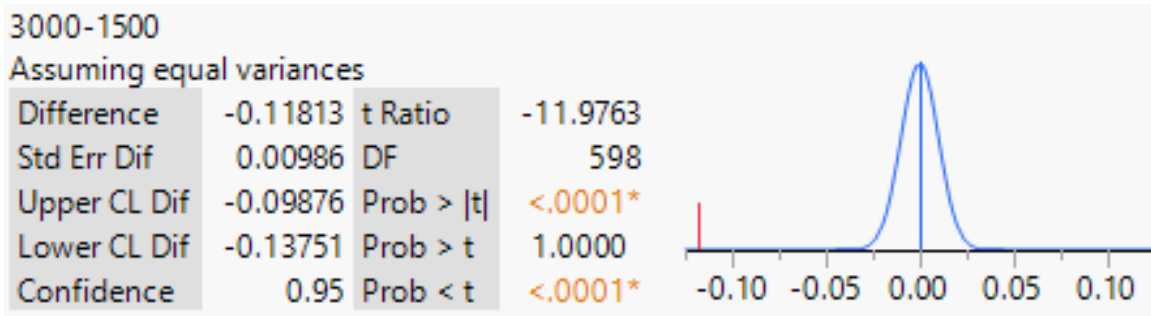 3000-1500
Assuming equal variances
Difference -0.11813 t Ratio -11.9763
Std Err Dif 0.00986 DF 598
Upper CL Dif -0.09876 Prob > |t| <.0001*
Lower CL Dif -0.13751 Prob > t 1.0000
Confidence 0.95 Prob < t <.0001*
-0.10 -0.05 0.00 0.05 0.10